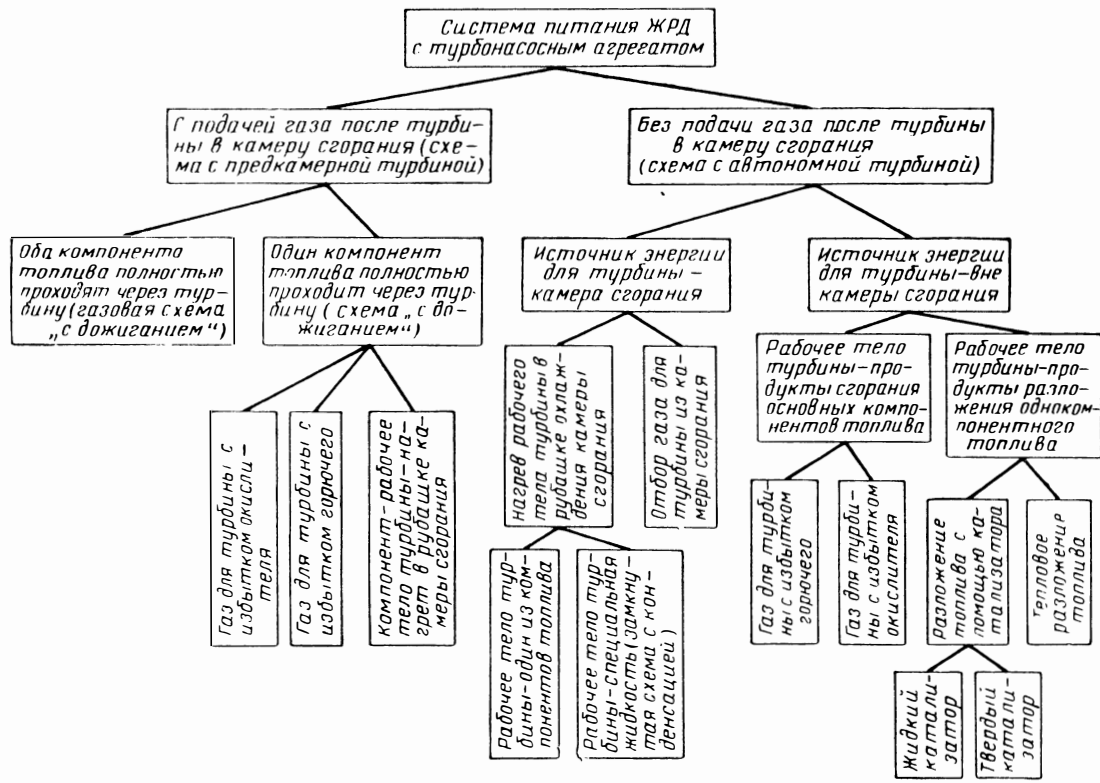 Система питания ЖРД
с турбонасосным агрегатом
С подачей газа после турби-
ны в камеру сгорания (схе-
ма с предкамерной турбиной)
Без подачи газа после турбины
в камеру сгорания
(схема с автономной турбиной)
Оба компонента
топлива полностью
проходят через тур-
бину (газовая схема
„с дожиганием“)
Один компонент
топлива полностью
проходит через тур-
бину ( схема „ с до-
жиганием“)
Источник энергии
для турбины –
камера сгорания
Источник энергии
для турбины-вне
камеры сгорания
Газ для турбины с
избытком окисли-
теля
Газ для турбины с
избытком горючего
Компонент-рабочее
тело турбины-на-
грет в рубашке ка-
меры сгорания
нагрев рабочего
тела турбины в
рубашке охлаж-
дения камеры
сгорания
Отбор газа для
турбины из ка-
меры сгорания
Рабочее тело
турбины-про-
дукты сгорания
основных компо-
нентов топлива
Рабочее тело
турбины-про-
дукты разло-
жения одноком-
понентного
топлива
Рабочее тело тур-
бины-один из ком-
понентов топлива
Рабочее тело тур-
бины-специальная
жидкость (замкну-
тая схема с кон-
денсацией)
Газ для турби-
ны с избытком
горючего
Газ для турби-
ны с избытком
окислителя
Разложение
топлива с
помощью ка-
тализатора
Тепловое
разложение
топлива
Жидкий
катали-
затор
Твердый
катали-
затор